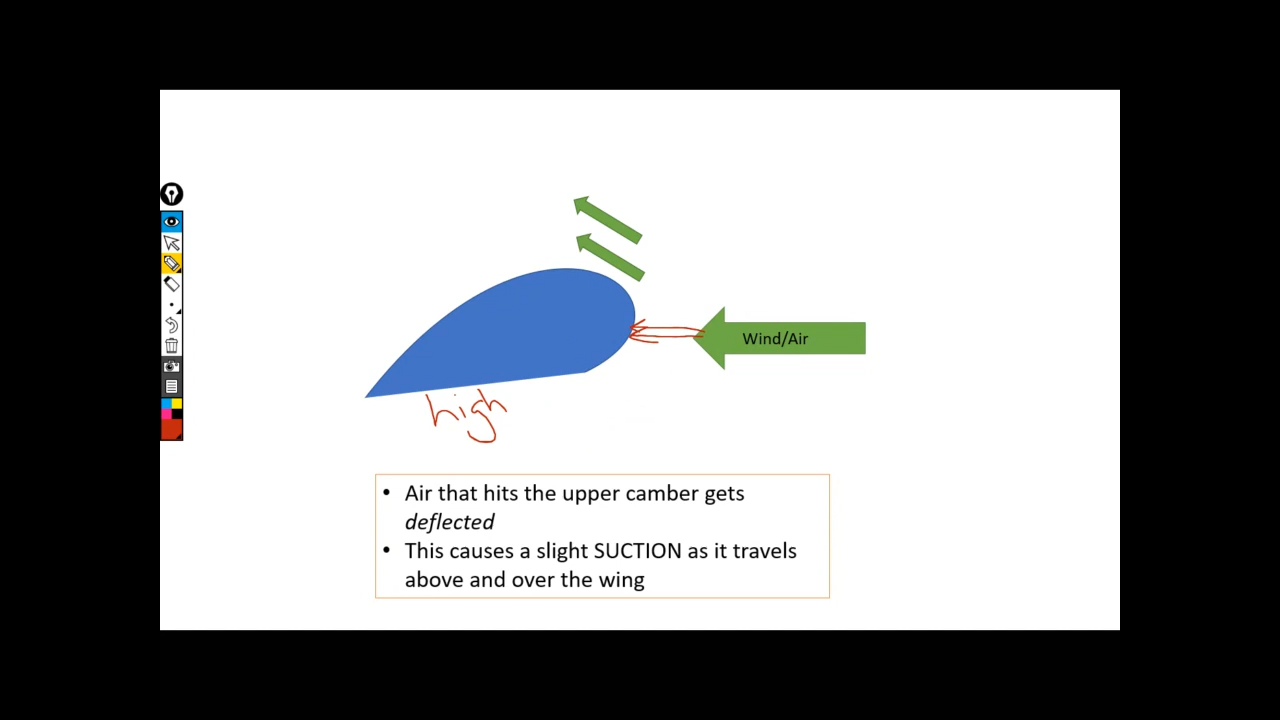 Wind/Air
high
• Air that hits the upper camber gets
deflected
• This causes a slight SUCTION as it travels
above and over the wing